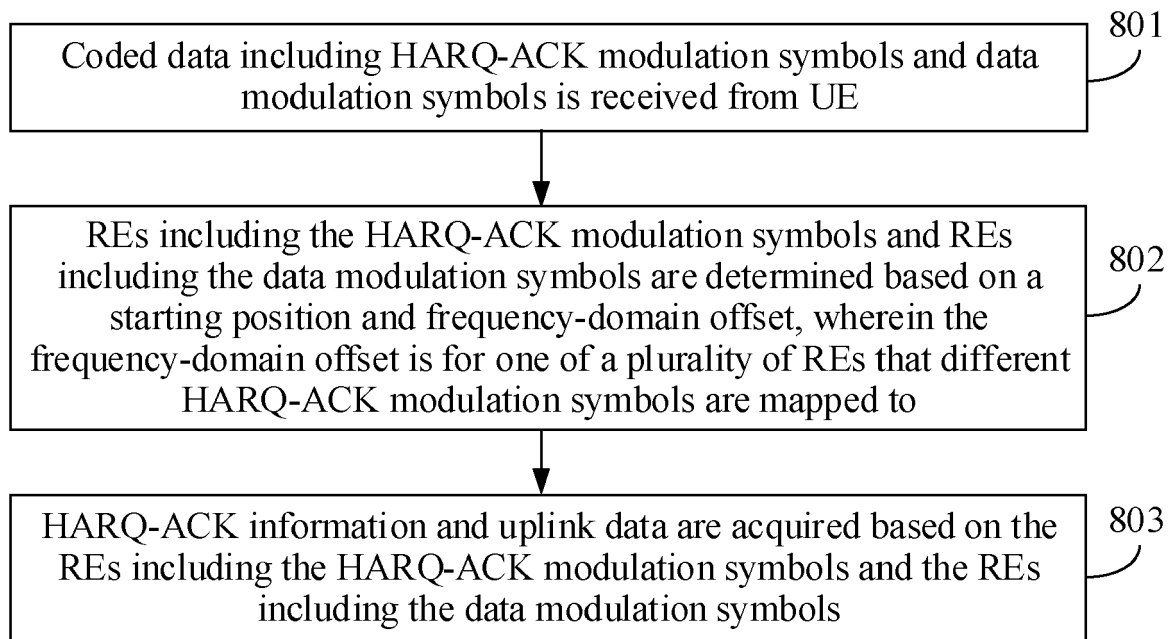 801
Coded data including HARQ-ACK modulation symbols and data
modulation symbols is received from UE
802
REs including the HARQ-ACK modulation symbols and REs
including the data modulation symbols are determined based on a
starting position and frequency-domain offset, wherein the
frequency-domain offset is for one of a plurality of REs that different
HARQ-ACK modulation symbols are mapped to
803
HARQ-ACK information and uplink data are acquired based on the
REs including the HARQ-ACK modulation symbols and the REs
including the data modulation symbols